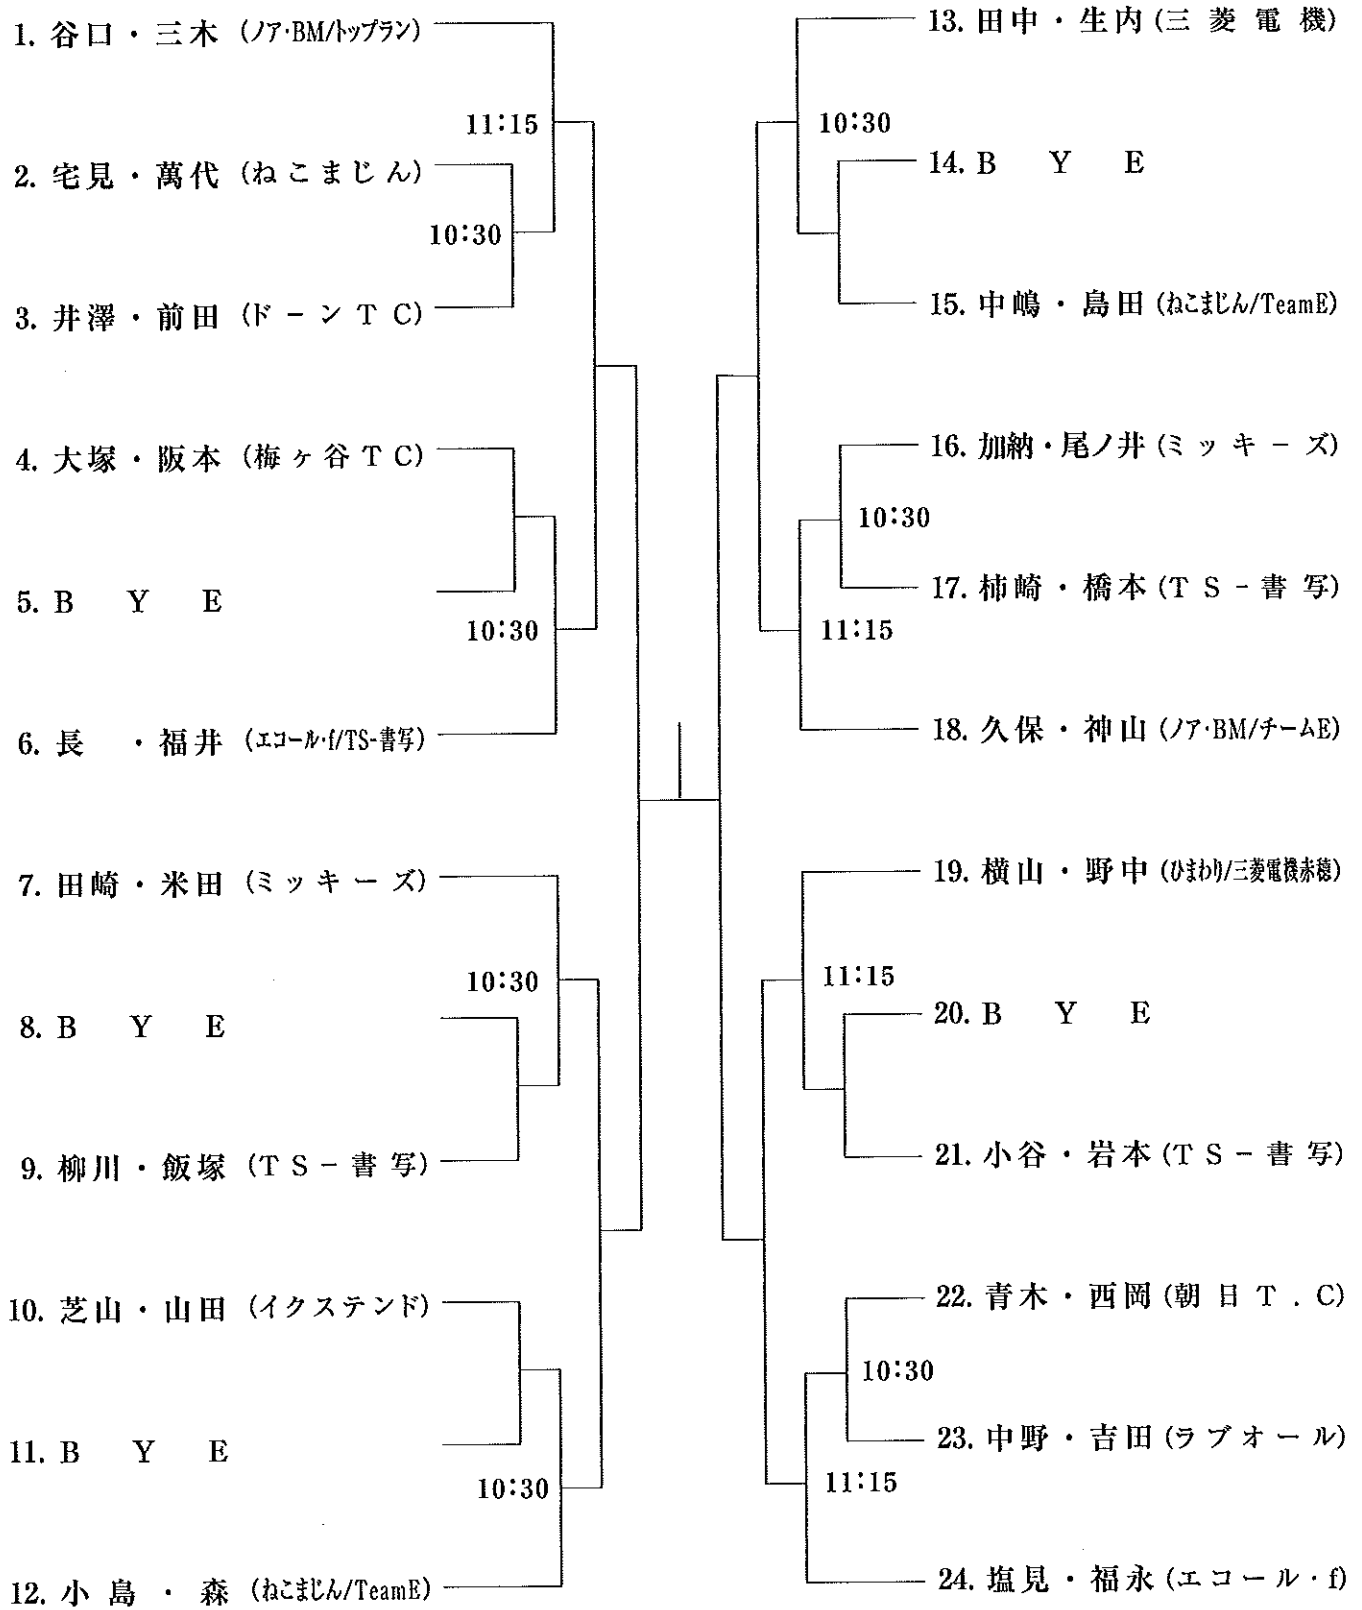 1. 谷口・三木 (ノア・BM/トップラン)
11:15
2. 宅見・萬代 (ねこまじん)
10:30
3. 井澤・前田 (ドーンTC)
4. 大塚・阪本 (梅ヶ谷TC)
5. B Y E
10:30
6. 長 ・福井 (エコール・f/TS-書写)
7. 田崎・米田 (ミッキーズ)
10:30
8. B Y E
9. 柳川・飯塚 (TS-書写)
10. 芝山・山田 (イクステンド)
11. B Y E
10:30
12. 小島・森 (ねこまじん/TeamE)
13. 田中・生内 (三菱電機)
10:30
14. B Y E
15. 中嶋・島田 (ねこまじん/TeamE)
16. 加納・尾ノ井 (ミッキーズ)
10:30
17. 柿崎・橋本 (TS-書写)
11:15
18. 久保・神山 (ノア・BM/チームE)
19. 横山・野中 (ひまわり/三菱電機赤穂)
11:15
20. B Y E
21. 小谷・岩本 (TS-書写)
22. 青木・西岡 (朝日T.C)
10:30
23. 中野・吉田 (ラブオール)
11:15
24. 塩見・福永 (エコール・f)